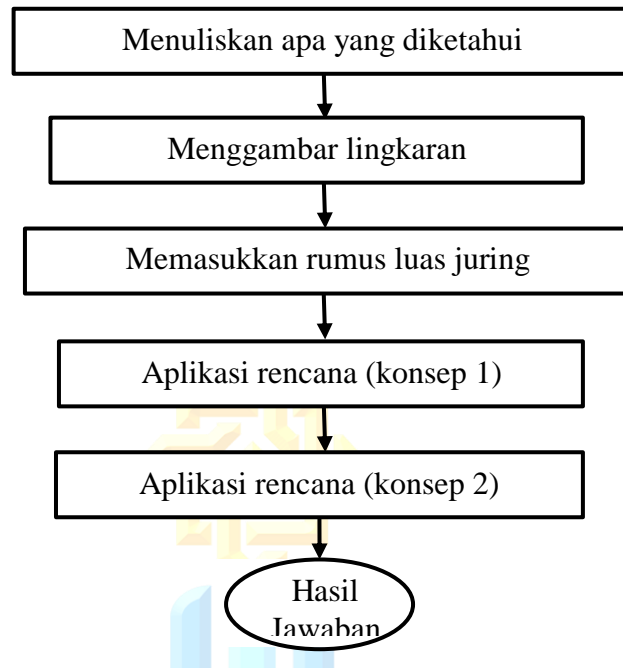 Menuliskan apa yang diketahui
Menggambar lingkaran
Memasukkan rumus luas juring
Aplikasi rencana (konsep 1)
Aplikasi rencana (konsep 2)
Hasil
Jawaban